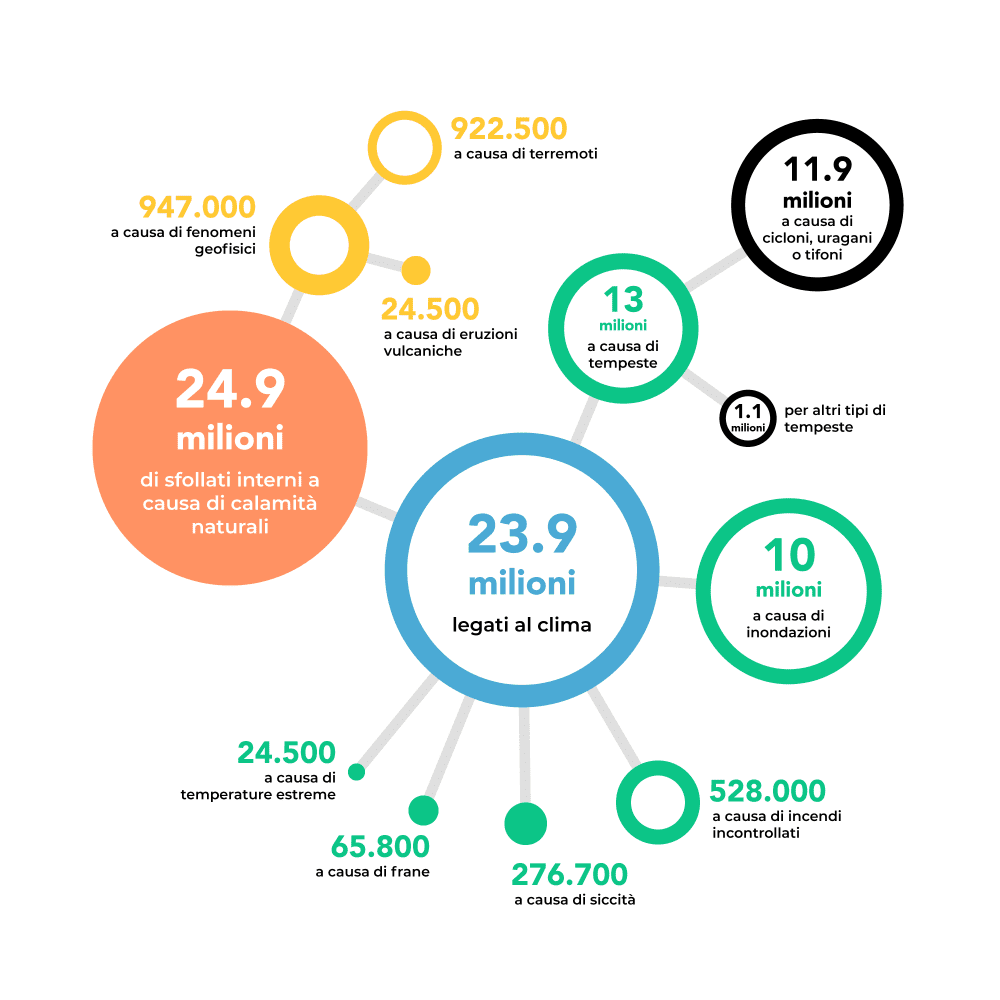 922.500
a causa di terremoti
947.000
a causa di fenomeni
geofisici
24.500
a causa di eruzioni
vulcaniche
24.9
milioni
di sfollati interni a
causa di calamità
naturali
11.9
milioni
a causa di
cicloni, uragani
o tifoni
13
milioni
a causa di
tempeste
1.1
milioni
per altri tipi di
tempeste
23.9
milioni
legati al clima
10
milioni
a causa di
inondazioni
24.500
a causa di
temperature estreme
65.800
a causa di frane
276.700
a causa di siccità
528.000
a causa di incendi
incontrollati